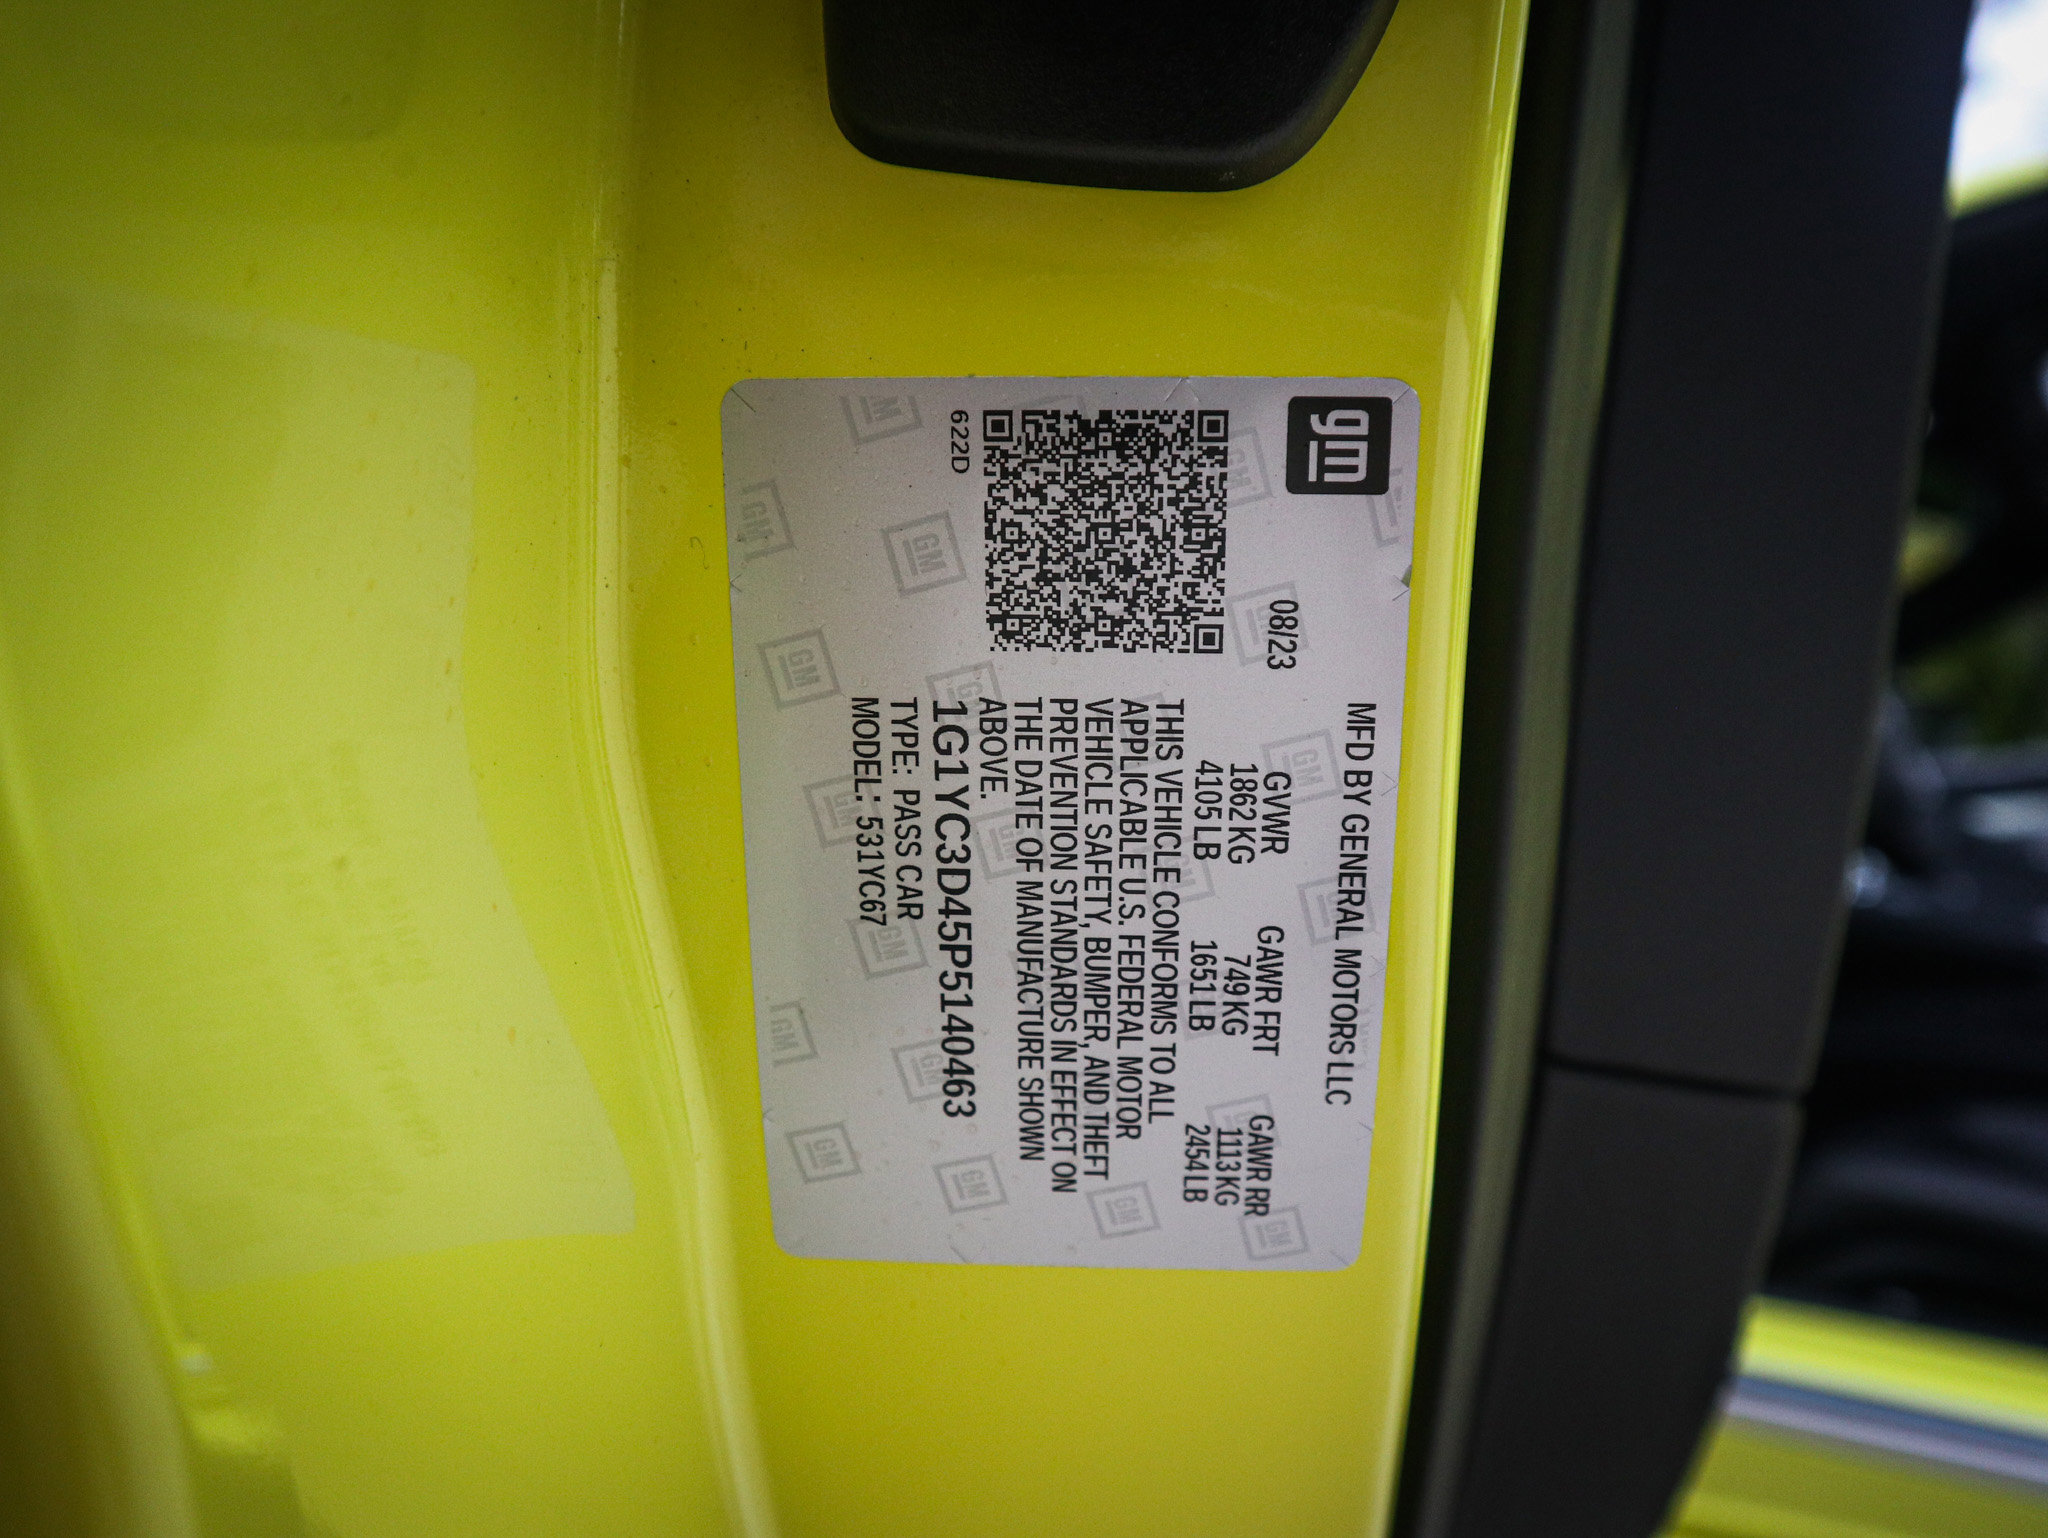 gm
MFD BY GENERAL MOTORS LLC
08/23
GVWR GAWR FRT GAWR RR
1862 KG 749 KG 1113 KG
4105 LB 1651 LB 2454 LB
THIS VEHICLE CONFORMS TO ALL
APPLICABLE U.S. FEDERAL MOTOR
VEHICLE SAFETY, BUMPER, AND THEFT
PREVENTION STANDARDS IN EFFECT ON
THE DATE OF MANUFACTURE SHOWN
ABOVE.
1G1YC3D45P5140463
TYPE: PASS CAR
MODEL: 531YC67
622D